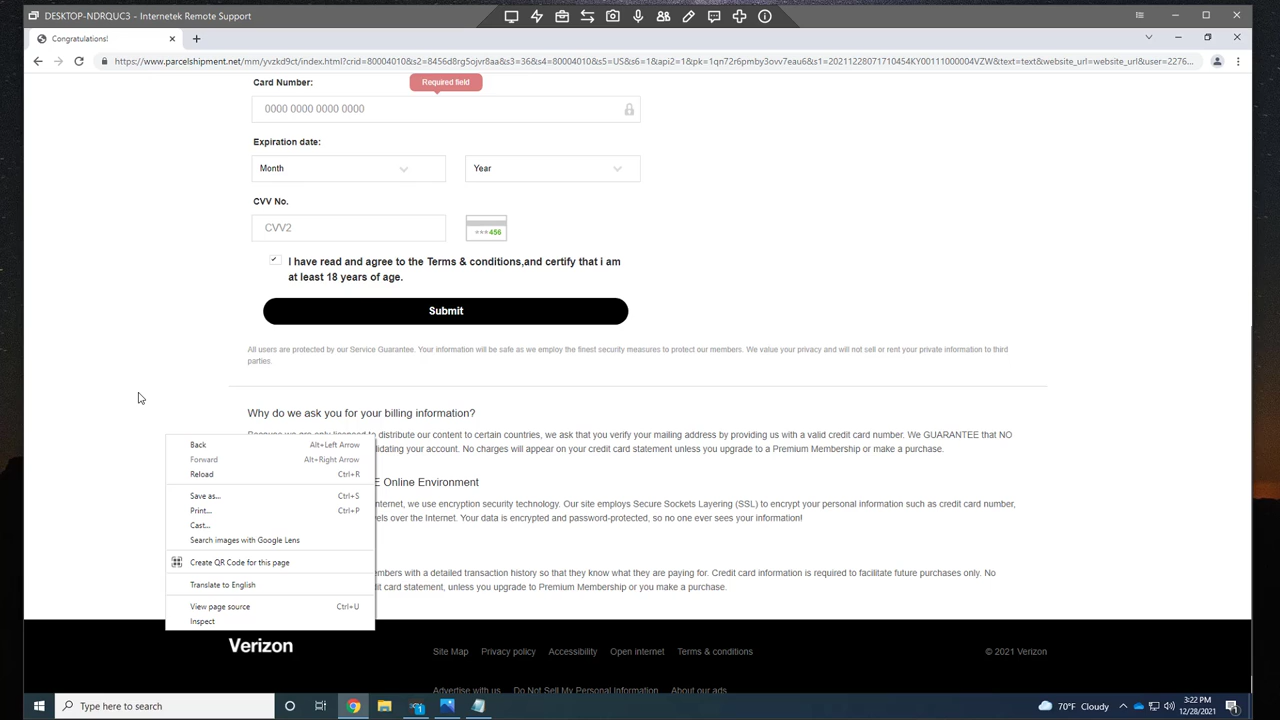 DESKTOP-NDRQUC3 - Internetek Remote Support
Congratulations!
https://www.parcelshipment.net/mm/yvzkd9ct/index.html?crid=80004010&s2=8456d8rg5ojvr8aa&s3=36&s4=80004010&s5=US&s6=1&api2=1&pk=1qn72r6pmby3ovv7eau6&s1=20211228071710454KY00111000004VZW&text=text&website_url=website_url&user=2276...
Card Number:
Required field
0000 0000 0000 0000
Expiration date:
Month
Year
CVV No.
CVV2
***456
I have read and agree to the Terms & conditions,and certify that i am
at least 18 years of age.
Submit
All users are protected by our Service Guarantee. Your information will be safe as we employ the finest security measures to protect our members. We value your privacy and will not sell or rent your private information to third
parties.
Why do we ask you for your billing information?
distribute our content to certain countries, we ask that you verify your mailing address by providing us with a valid credit card number. We GUARANTEE that NO
idating your account. No charges will appear on your credit card statement unless you upgrade to a Premium Membership or make a purchase.
E Online Environment
ternet, we use encryption security technology. Our site employs Secure Sockets Layering (SSL) to encrypt your personal information such as credit card number,
vels over the Internet. Your data is encrypted and password-protected, so no one ever sees your information!
mbers with a detailed transaction history so that they know what they are paying for. Credit card information is required to facilitate future purchases only. No
dit card statement, unless you upgrade to Premium Membership or you make a purchase.
Back Alt+Left Arrow
Forward Alt+Right Arrow
Reload Ctrl+R
Save as... Ctrl+S
Print... Ctrl+P
Cast...
Search images with Google Lens
Create QR Code for this page
Translate to English
View page source Ctrl+U
Inspect
Verizon
Site Map Privacy policy Accessibility Open internet Terms & conditions
© 2021 Verizon
Advertise with us Do Not Sell My Personal Information About our ads
Type here to search
70°F Cloudy
3:22 PM
12/28/2021